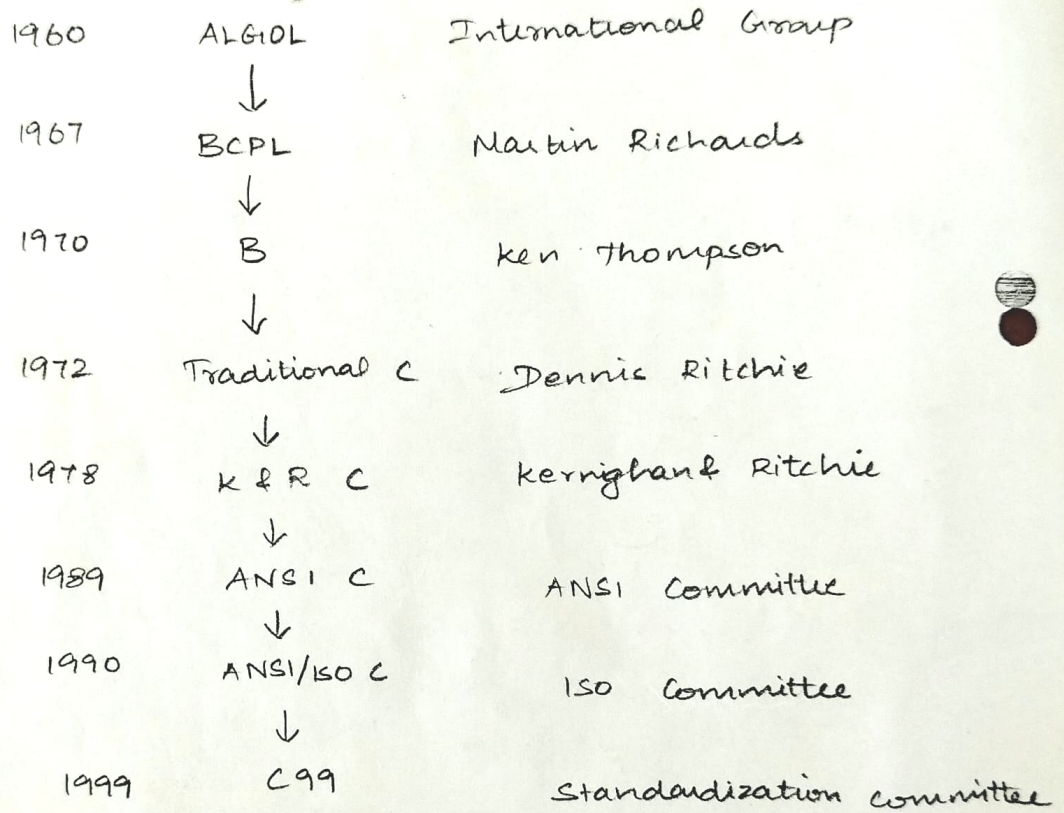 1960 ALGOL International Group
1967 BCPL Martin Richards
1970 B Ken Thompson
1972 Traditional C Dennis Ritchie
1978 K & R C Kernighan & Ritchie
1989 ANSI C ANSI Committee
1990 ANSI/ISO C ISO Committee
1999 C99 Standardization committee